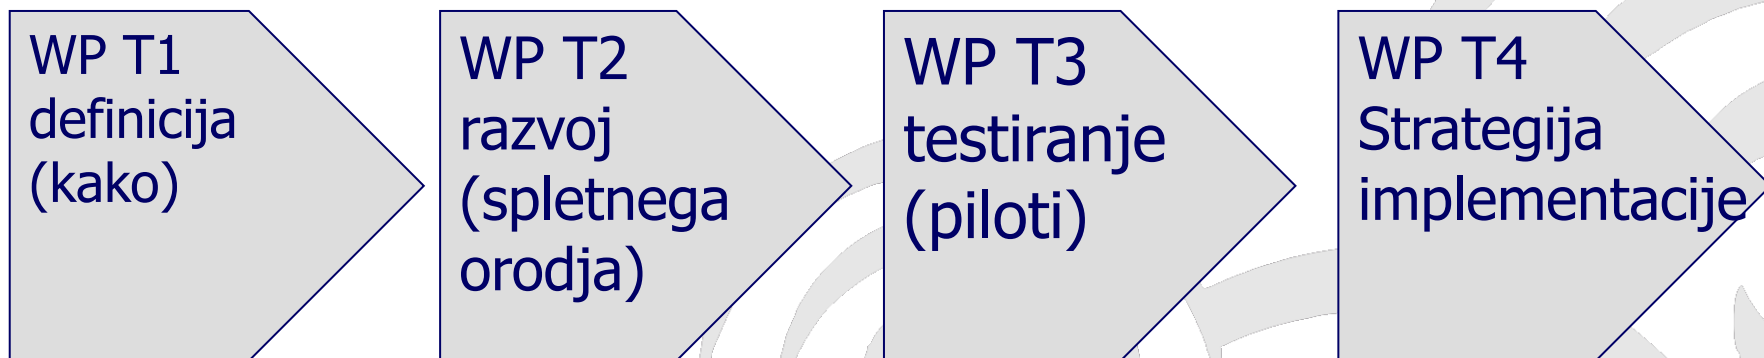 WP T1
definicija
(kako)
WP T2
razvoj
(spletnega
orodja)
WP T3
testiranje
(piloti)
WP T4
Strategija
implementacije